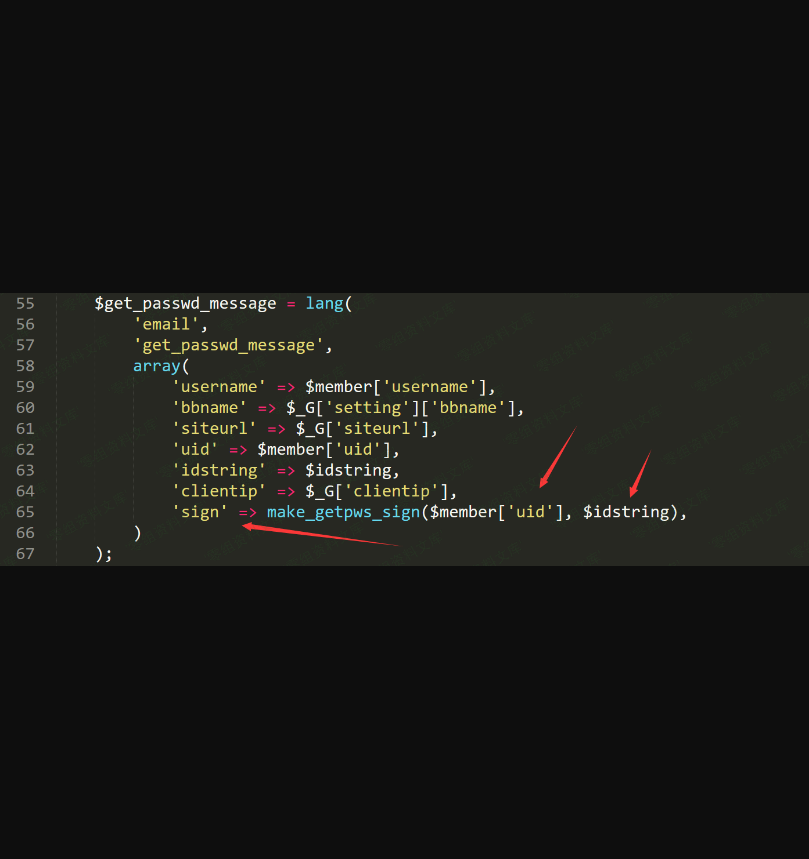 55 $get_passwd_message = lang(
56 'email',
57 'get_passwd_message',
58 array(
59 'username' => $member['username'],
60 'bbname' => $_G['setting']['bbname'],
61 'siteurl' => $_G['siteurl'],
62 'uid' => $member['uid'],
63 'idstring' => $idstring,
64 'clientip' => $_G['clientip'],
65 'sign' => make_getpws_sign($member['uid'], $idstring),
66 )
67 );